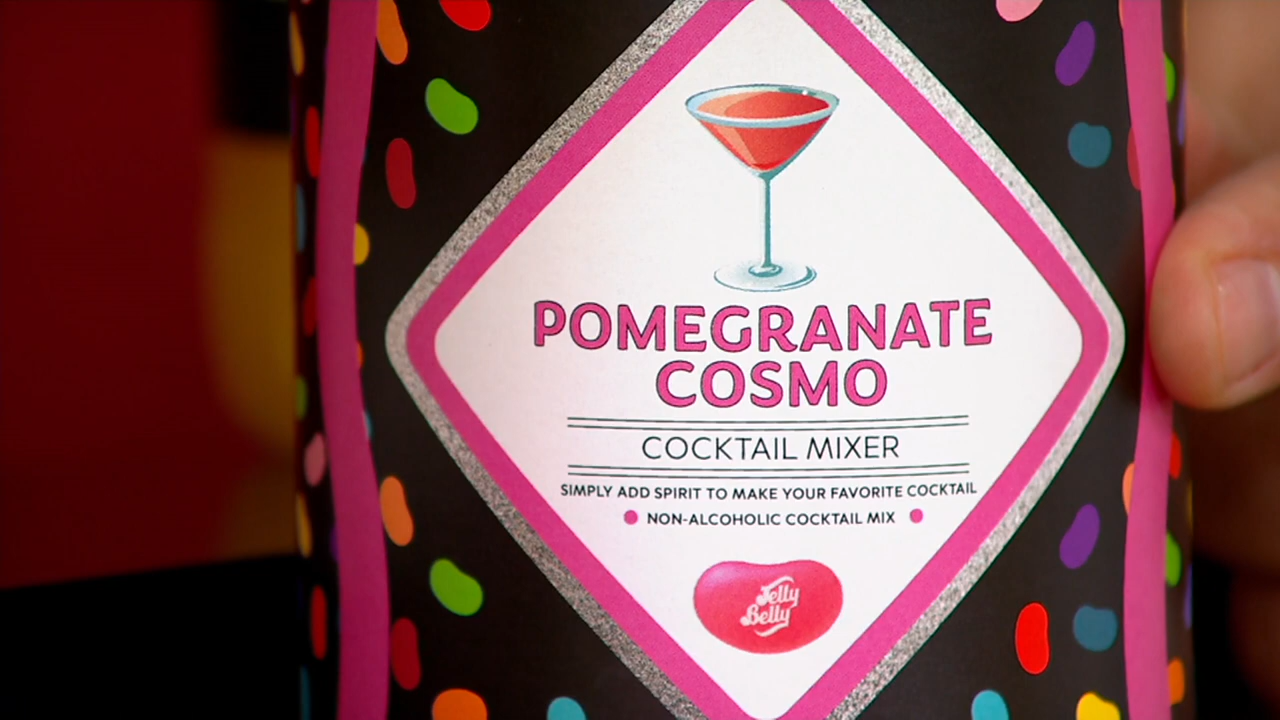 POMEGRANATE
COSMO
COCKTAIL MIXER
SIMPLY ADD SPIRIT TO MAKE YOUR FAVORITE COCKTAIL
NON-ALCOHOLIC COCKTAIL MIX
Jelly
Belly